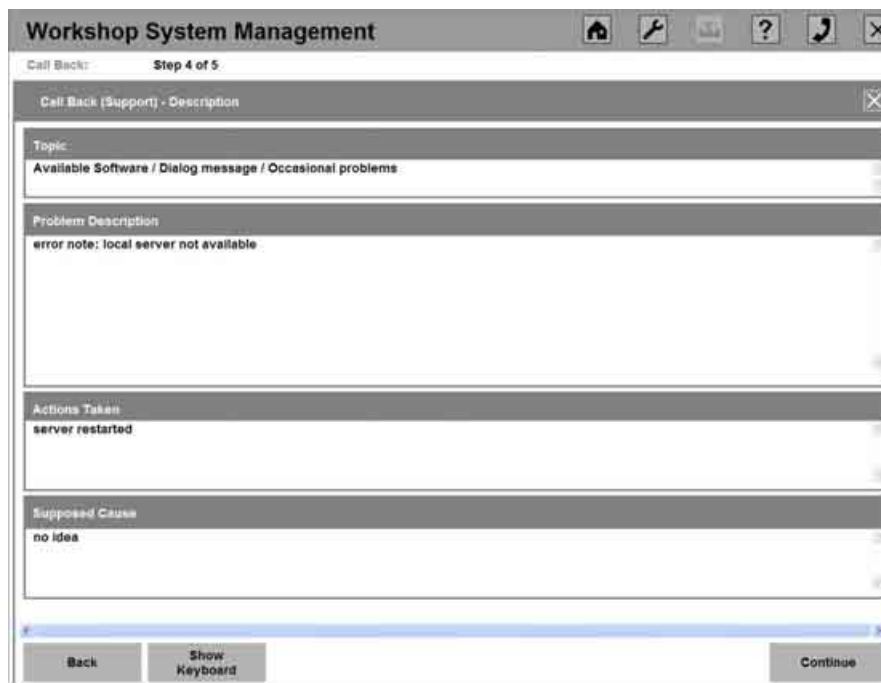 Workshop System Management
?
Call Back: Step 4 of 5
Call Back (Support) - Description
Topic
Available Software / Dialog message / Occasional problems
Problem Description
error note: local server not available
Actions Taken
server restarted
Supposed Cause
no idea
Back
Show
Keyboard
Continue